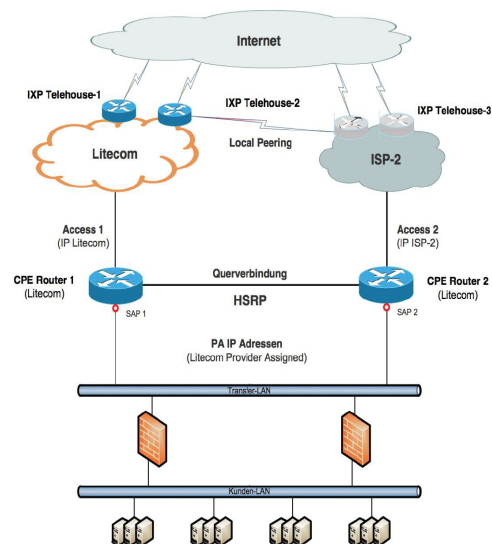 Internet
IXP Telehouse-1
IXP Telehouse-2
IXP Telehouse-3
Local Peering
Litecom
ISP-2
Access 1
(IP Litecom)
Access 2
(IP ISP-2)
CPE Router 1
(Litecom)
Querverbindung
HSRP
CPE Router 2
(Litecom)
SAP 1
SAP 2
PA IP Adressen
(Litecom Provider Assigned)
Transfer-LAN
Kunden-LAN